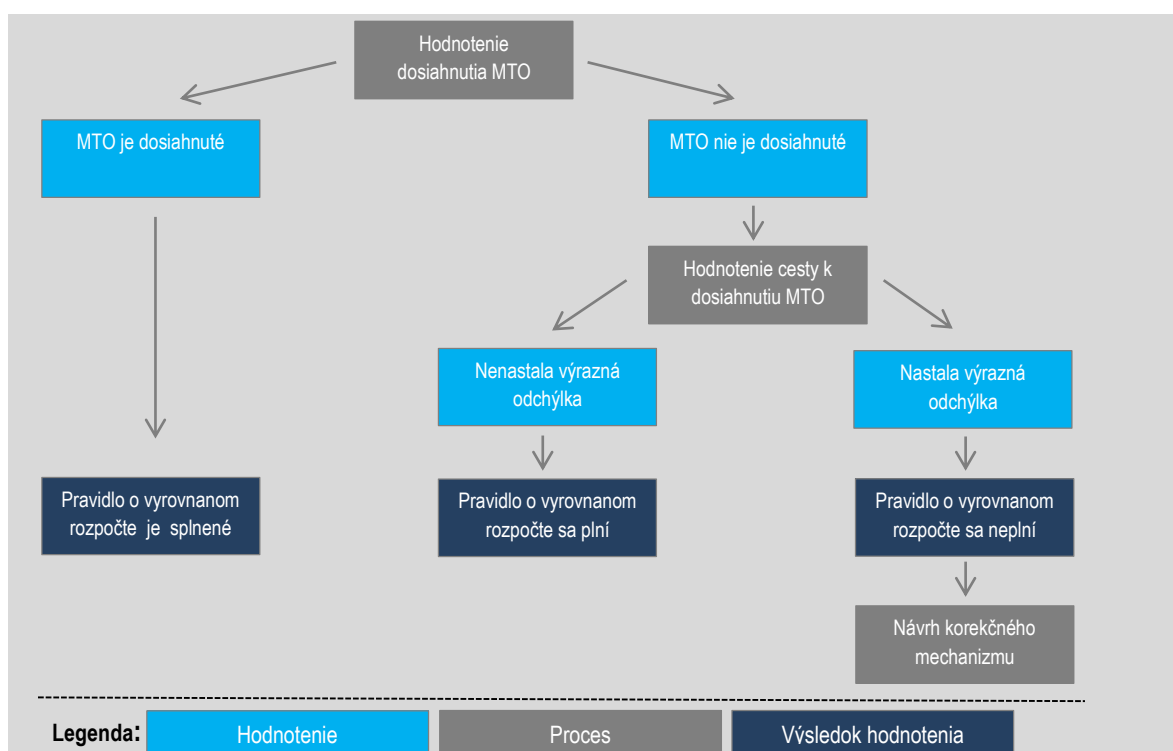 Hodnotenie
dosiahnutia MTO
MTO je dosiahnuté
MTO nie je dosiahnuté
Hodnotenie cesty k
dosiahnutiu MTO
Nenastala výrazná
odchýlka
Nastala výrazná
odchýlka
Pravidlo o vyrovnanom
rozpočte je splnené
Pravidlo o vyrovnanom
rozpočte sa plní
Pravidlo o vyrovnanom
rozpočte sa neplní
Návrh korekčného
mechanizmu
Legenda:
Hodnotenie
Proces
Výsledok hodnotenia